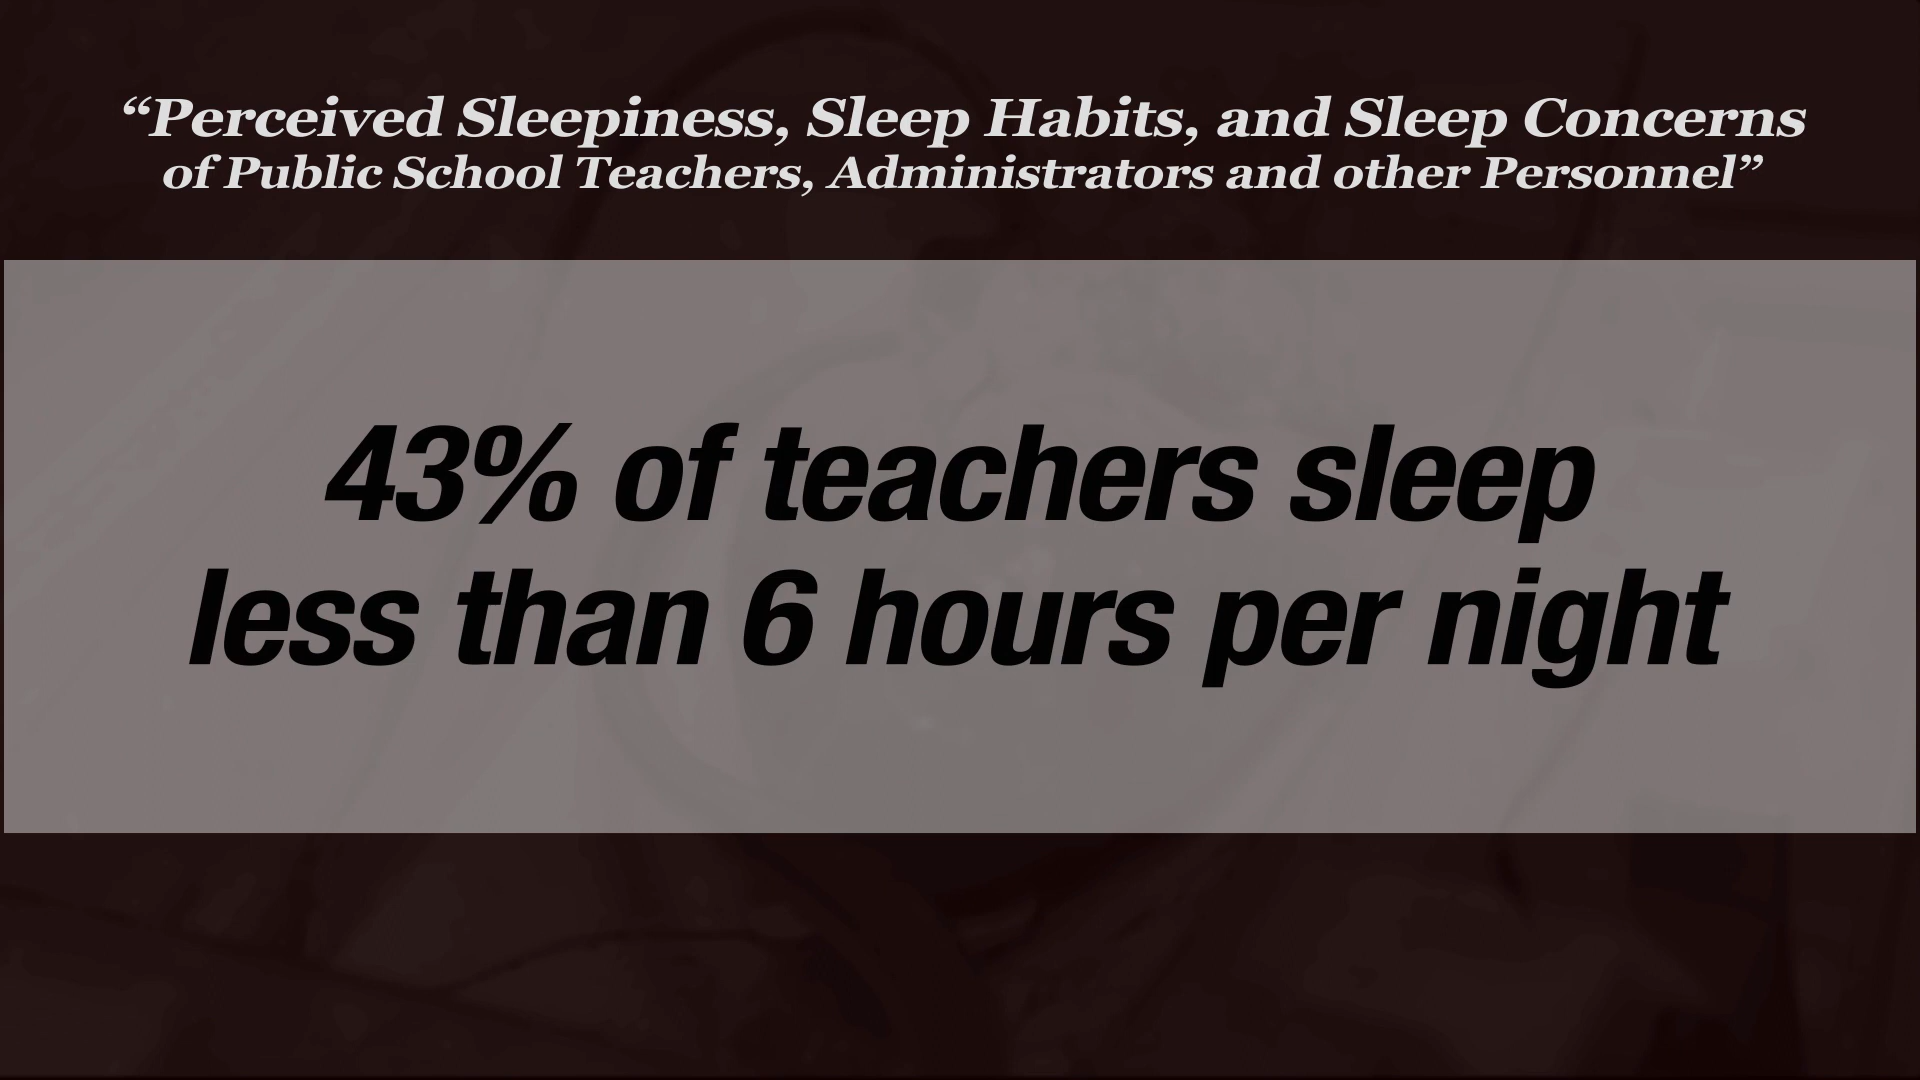 “Perceived Sleepiness, Sleep Habits, and Sleep Concerns
of Public School Teachers, Administrators and other Personnel”
43% of teachers sleep
less than 6 hours per night